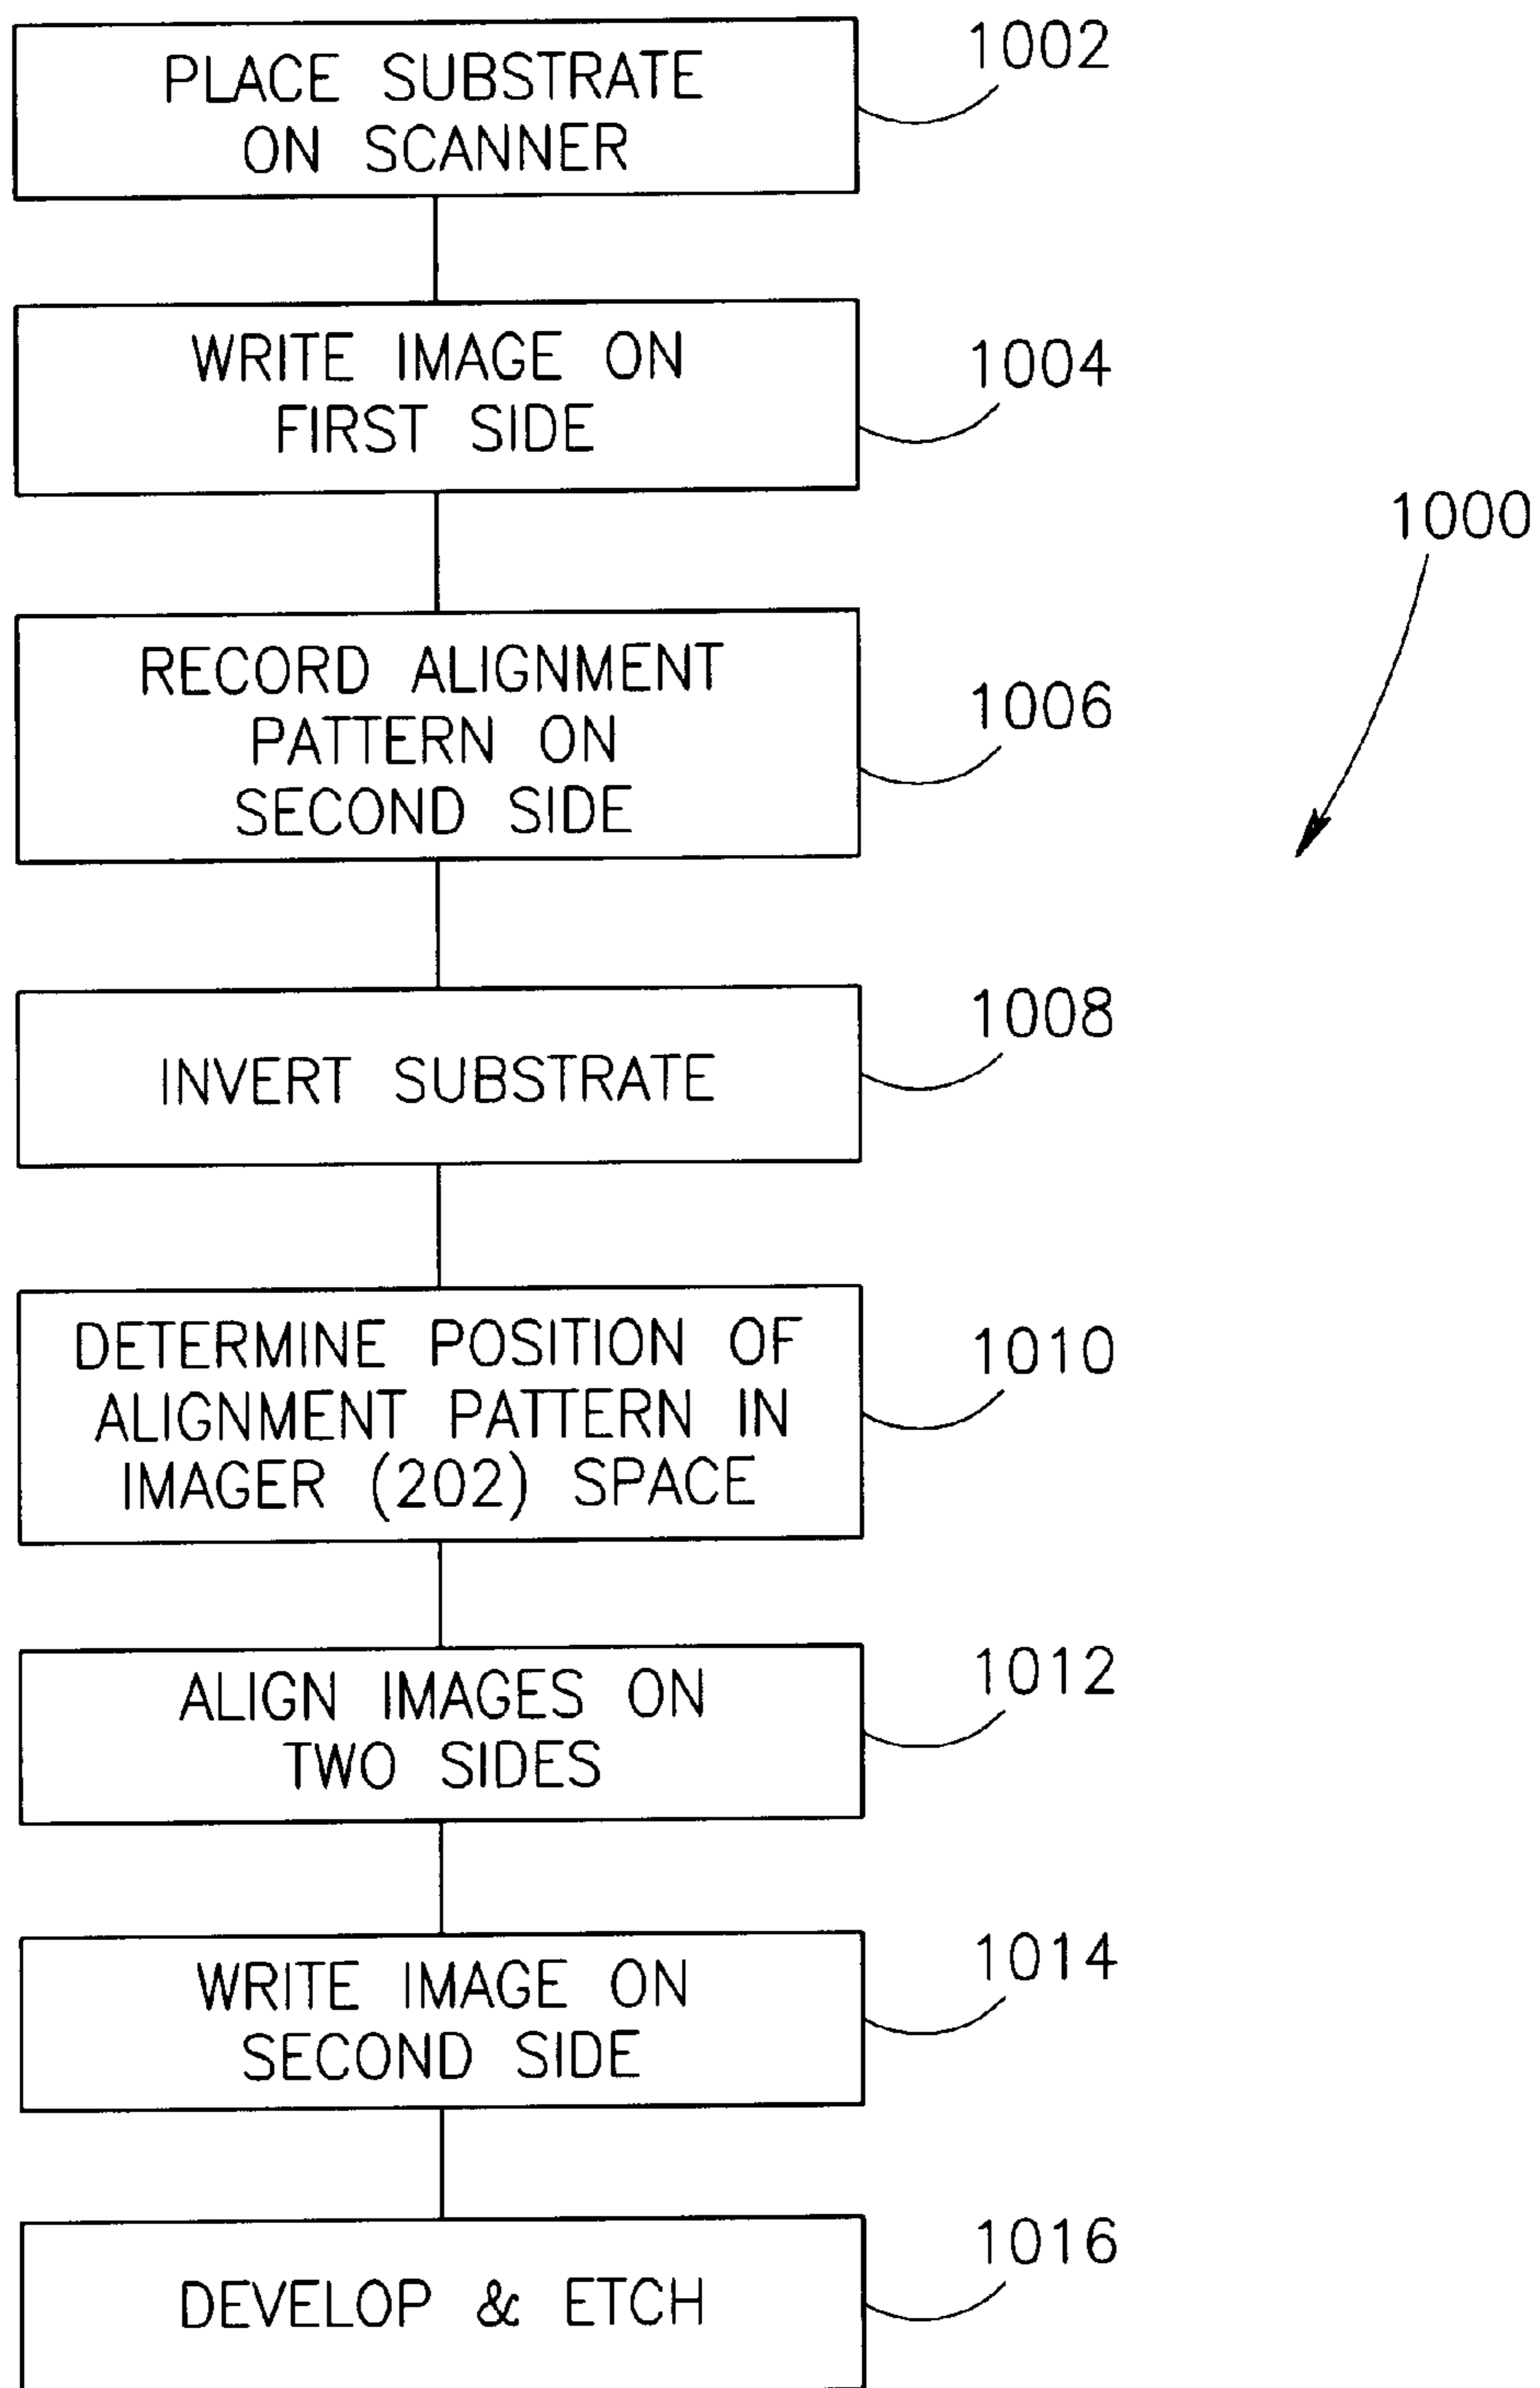 PLACE SUBSTRATE
ON SCANNER
1002
WRITE IMAGE ON
FIRST SIDE
1004
1000
RECORD ALIGNMENT
PATTERN ON
SECOND SIDE
1006
INVERT SUBSTRATE
1008
DETERMINE POSITION OF
ALIGNMENT PATTERN IN
IMAGER (202) SPACE
1010
ALIGN IMAGES ON
TWO SIDES
1012
WRITE IMAGE ON
SECOND SIDE
1014
DEVELOP & ETCH
1016